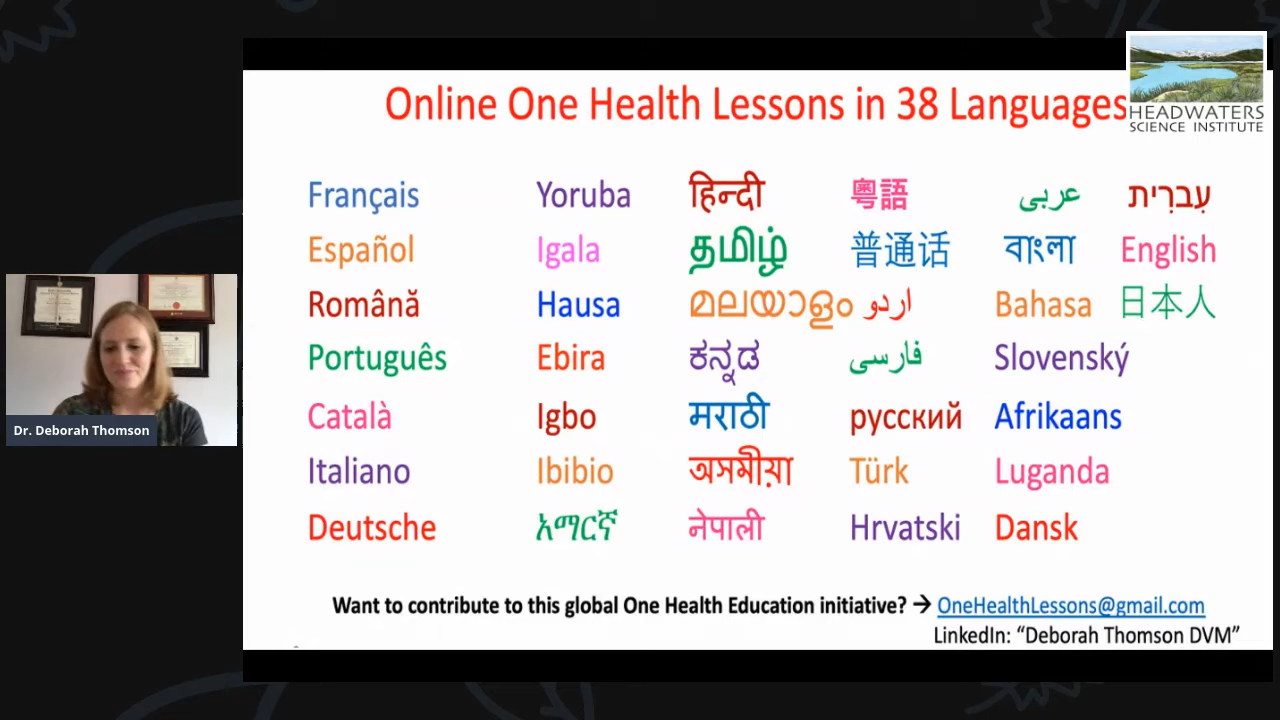 Online One Health Lessons in 38 Languages
HEADWATERS
SCIENCE INSTITUTE
Français Yoruba हिन्दी 粵語 عربى עִברִית
Español Igala தமிழ் 普通话 বাংলা English
Română Hausa മലയാളം اردو Bahasa 日本人
Português Ebira ಕನ್ನಡ فارسی Slovenský
Català Igbo मराठी русский Afrikaans
Italiano Ibibio অসমীয়া Türk Luganda
Deutsche አማርኛ नेपाली Hrvatski Dansk
Dr. Deborah Thomson
Want to contribute to this global One Health Education initiative? → OneHealthLessons@gmail.com
LinkedIn: “Deborah Thomson DVM”